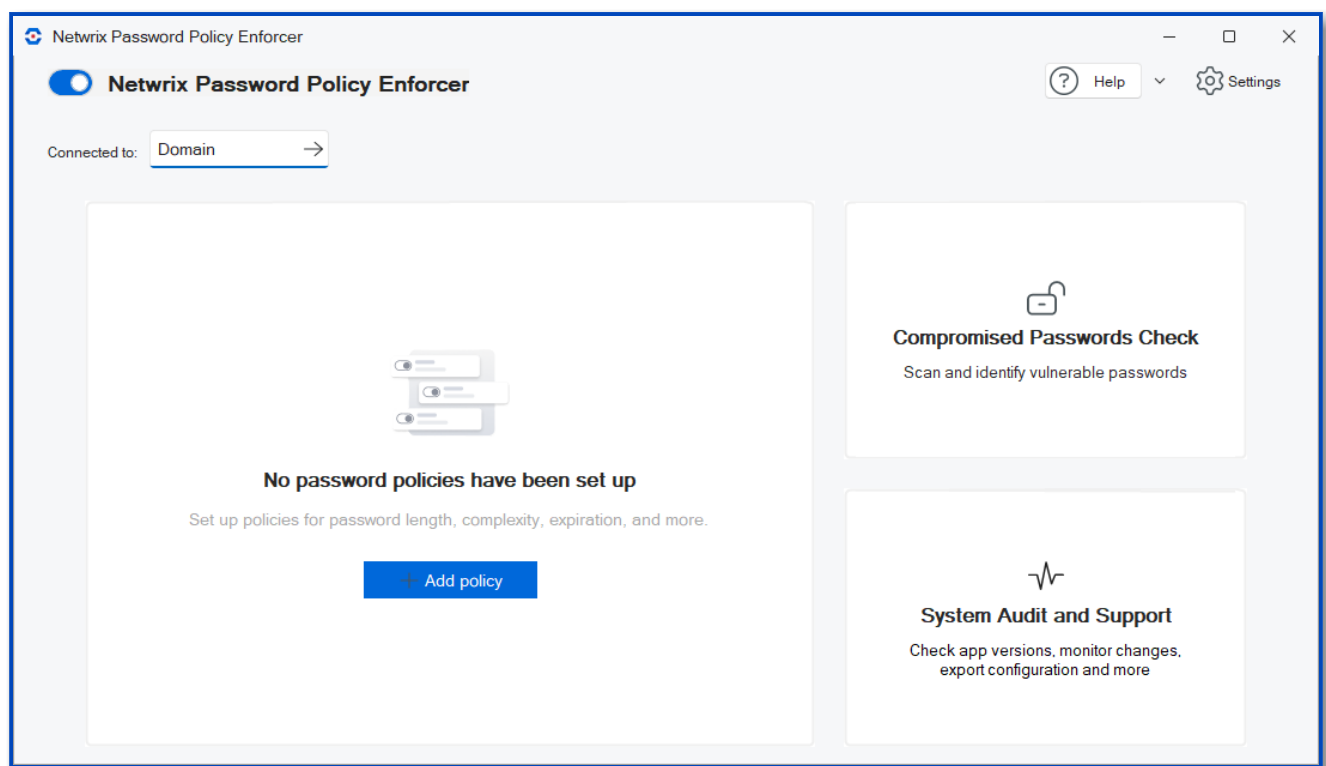 Netwrix Password Policy Enforcer
Netwrix Password Policy Enforcer
Help
Settings
Connected to: Domain
No password policies have been set up
Set up policies for password length, complexity, expiration, and more.
+ Add policy
Compromised Passwords Check
Scan and identify vulnerable passwords
System Audit and Support
Check app versions, monitor changes,
export configuration and more